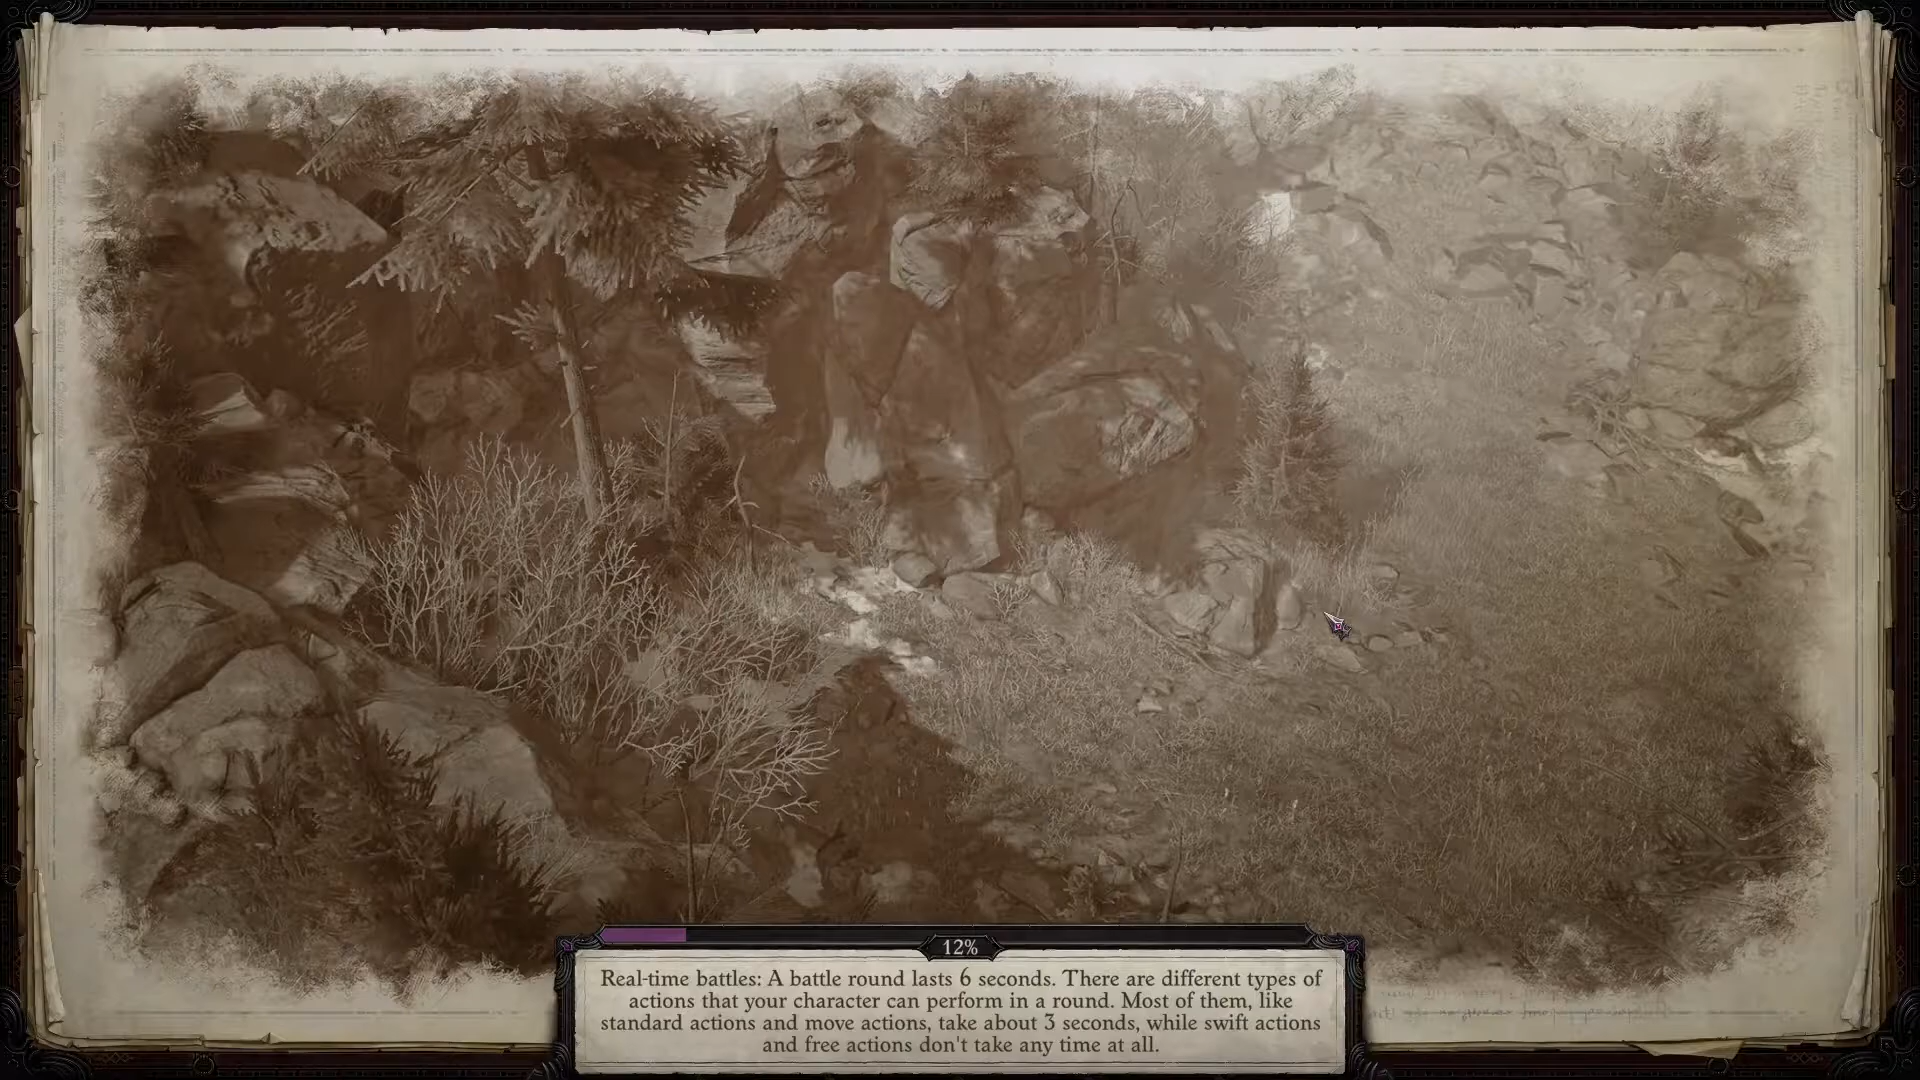 12%
Real-time battles: A battle round lasts 6 seconds. There are different types of
actions that your character can perform in a round. Most of them, like
standard actions and move actions, take about 3 seconds, while swift actions
and free actions don't take any time at all.